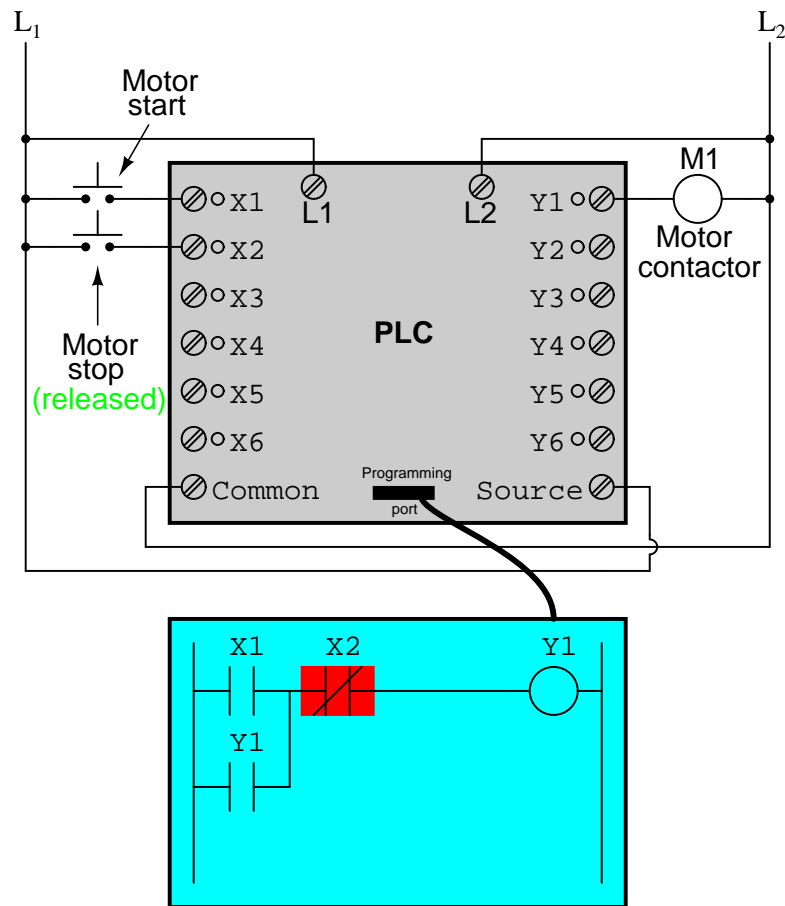 L1 L2
Motor
start
M1
X1 L1 L2 Y1
Motor
contactor
X2 Y2
X3 Y3
Motor
stop
(released)
X4 PLC Y4
X5 Y5
X6 Y6
Common Programming
port Source
X1 X2 Y1
Y1